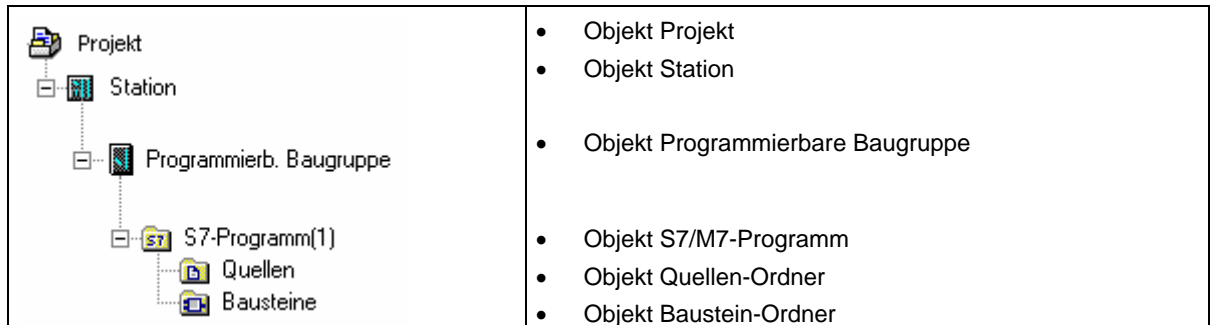 Projekt
Station
Programmierb. Baugruppe
S7-Programm(1)
Quellen
Bausteine
• Objekt Projekt
• Objekt Station
• Objekt Programmierbare Baugruppe
• Objekt S7/M7-Programm
• Objekt Quellen-Ordner
• Objekt Baustein-Ordner